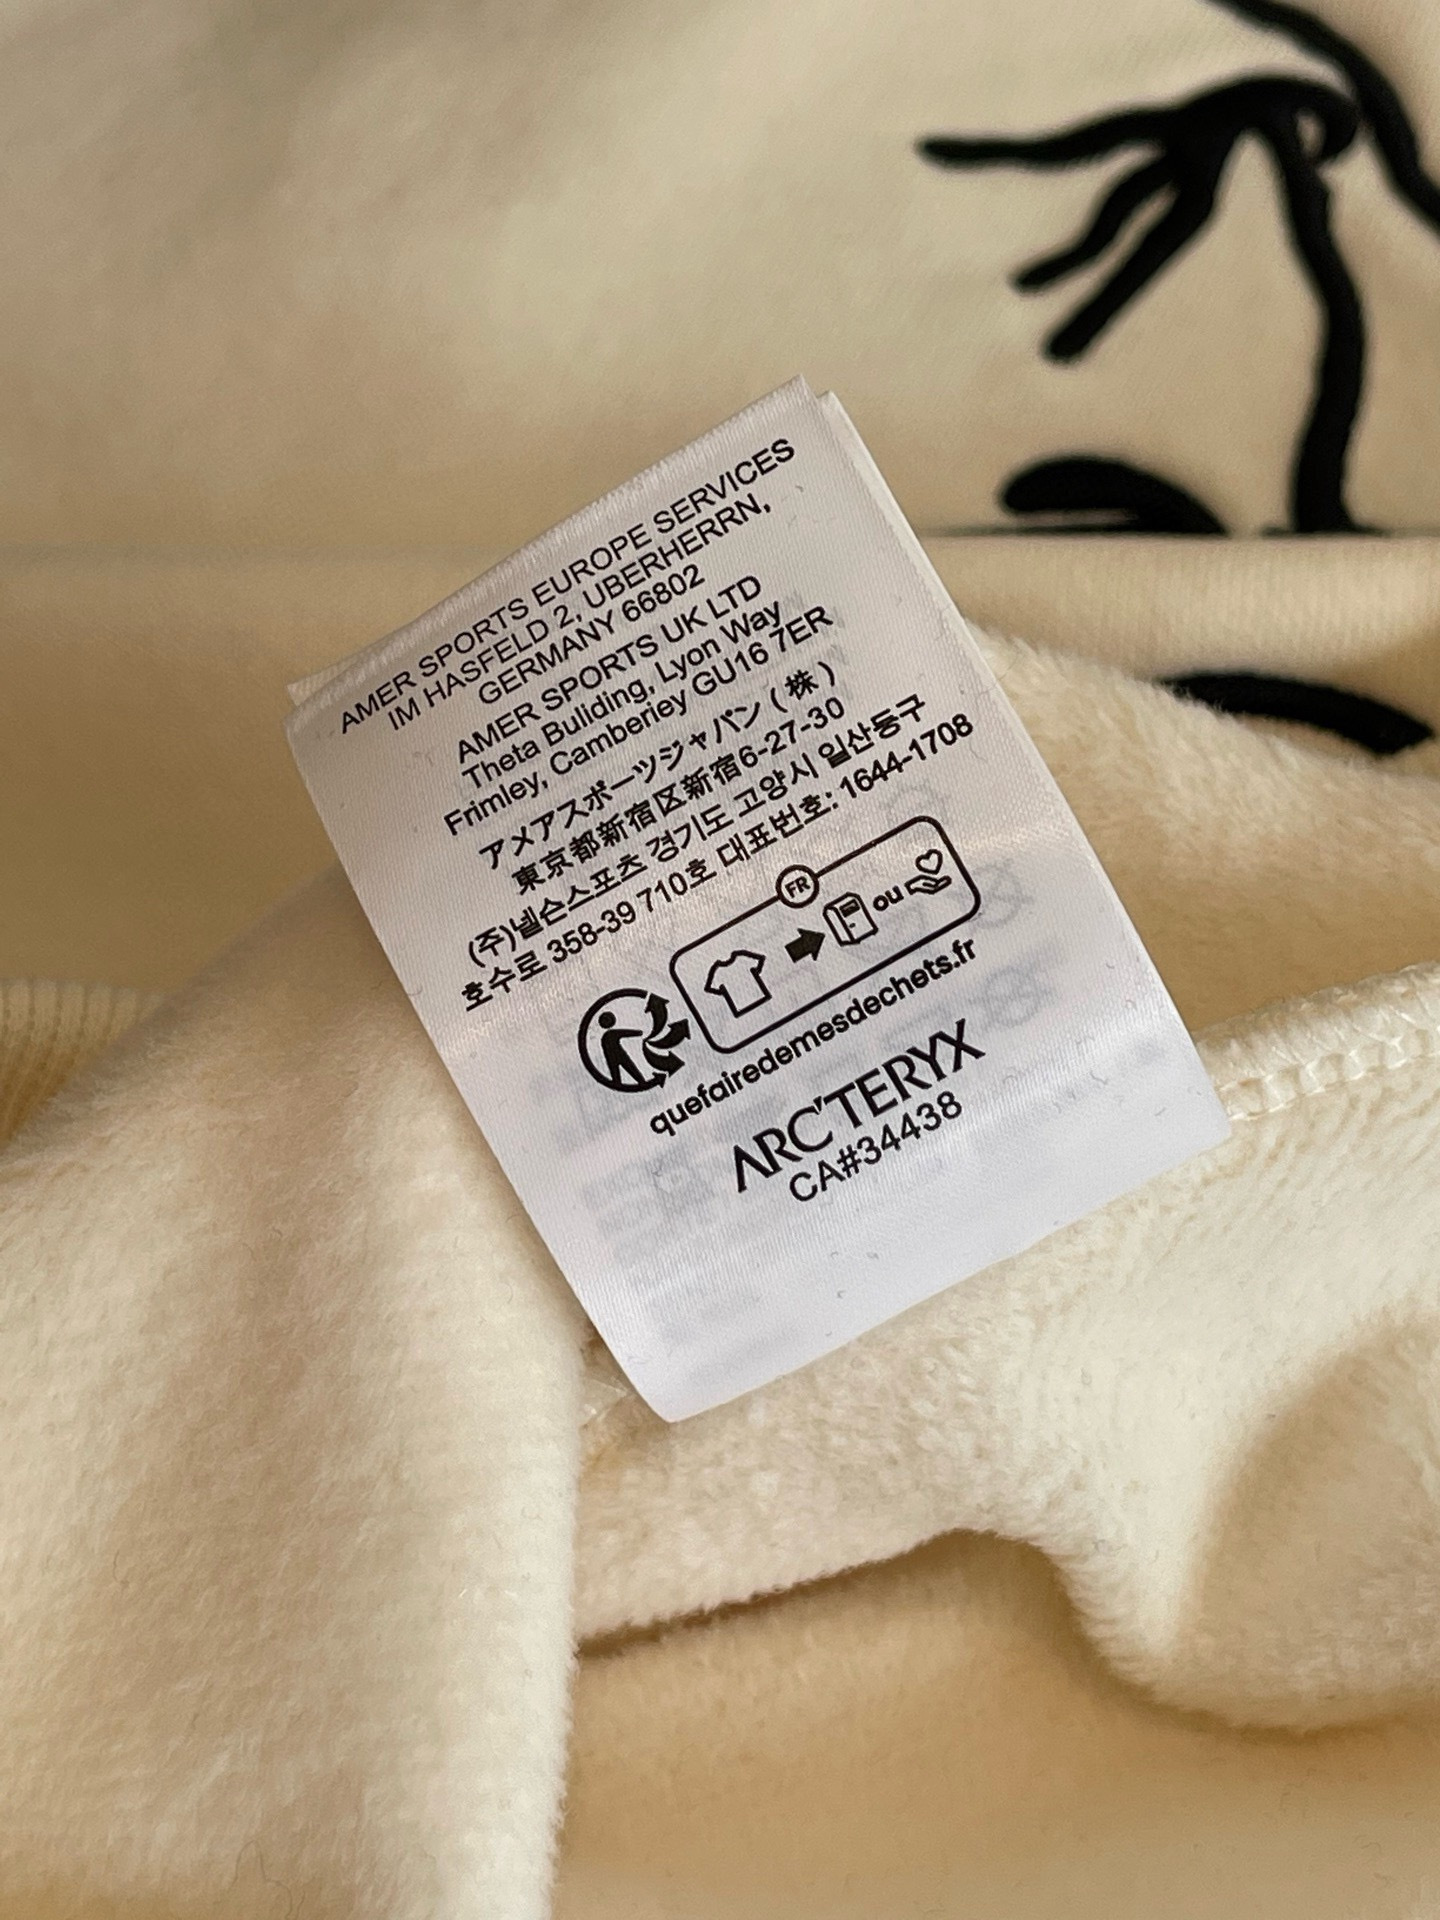 AMER SPORTS EUROPE SERVICES
IM HASFELD 2, UBERHERRN,
GERMANY 66802
AMER SPORTS UK LTD
Theta Buliding, Lyon Way
Frimley, Camberiey GU16 7ER
アメアスポーツジャパン(株)
東京都新宿区新宿6-27-30
(주)넬슨스포츠 경기도 고양시 일산동구
호수로 358-39 710호 대표번호: 1644-1708
FR
ou
quefairedemesdechets.fr
ARC'TERYX
CA#34438